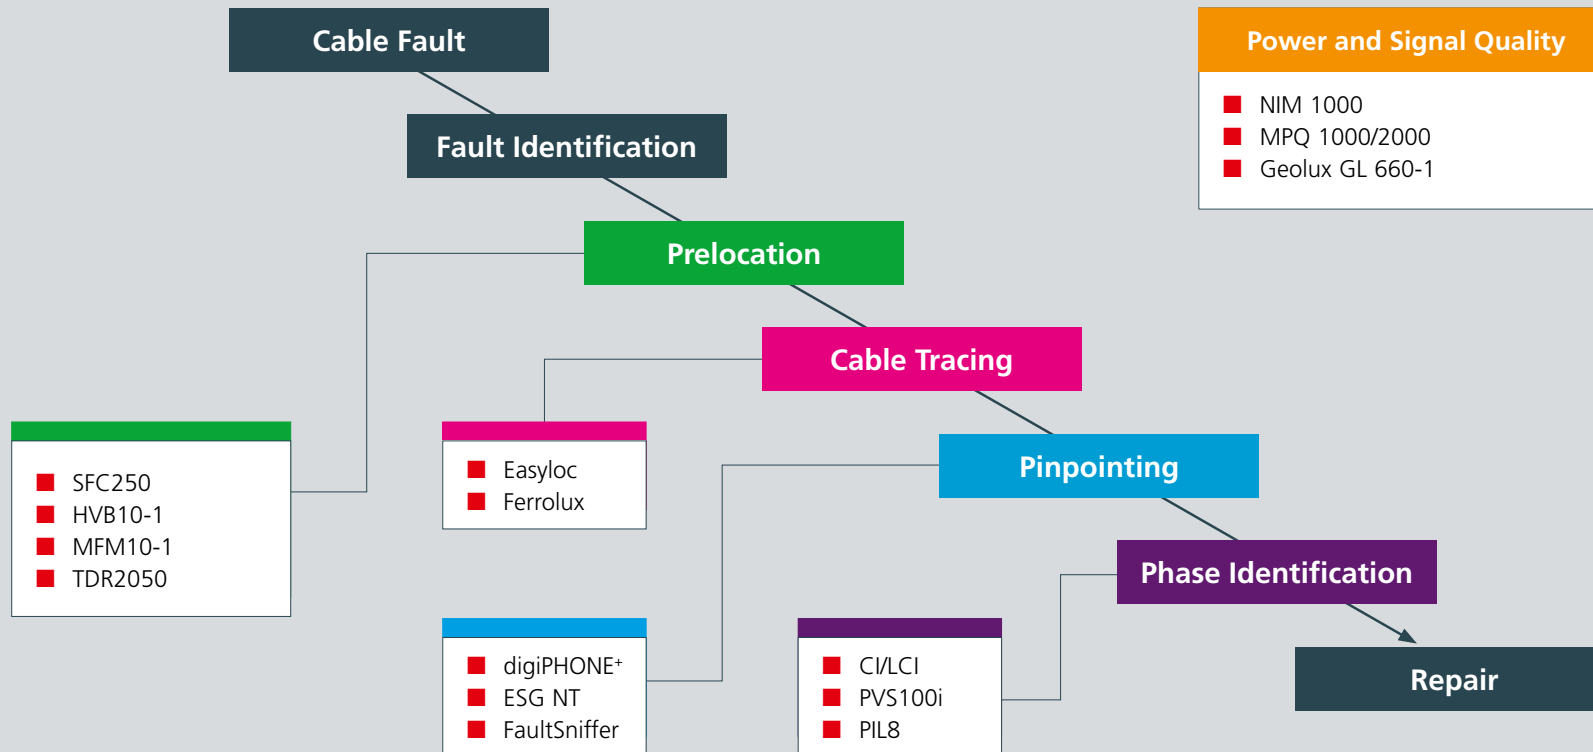 Cable Fault
Power and Signal Quality
NIM 1000
MPQ 1000/2000
Geolux GL 660-1
Fault Identification
Prelocation
Cable Tracing
SFC250
HVB10-1
MFM10-1
TDR2050
Easyloc
Ferrolux
Pinpointing
Phase Identification
digiPHONE⁺
ESG NT
FaultSniffer
CI/LCI
PVS100i
PIL8
Repair